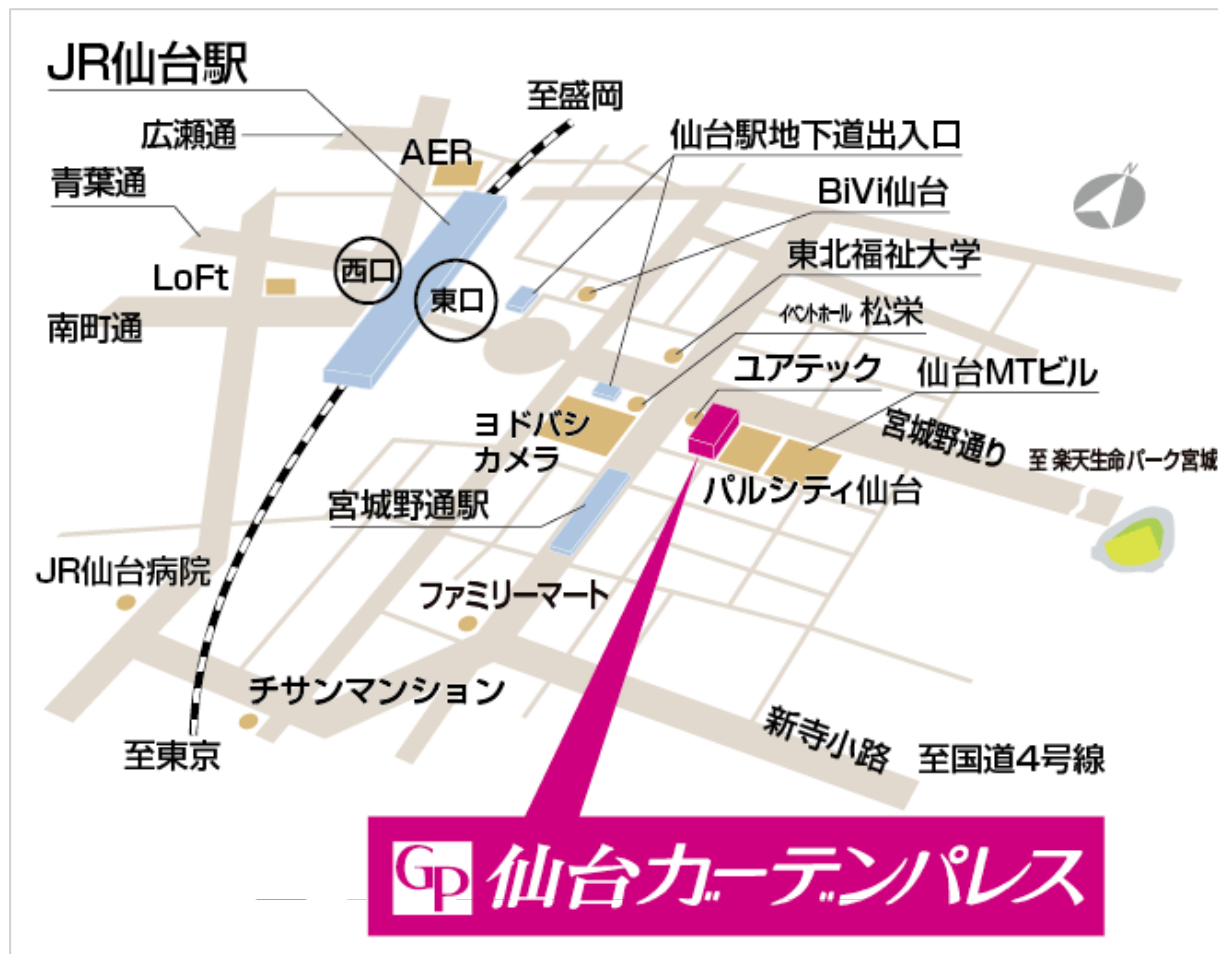 JR仙台駅
至盛岡
広瀬通
AER
仙台駅地下道出入口
N
青葉通
BiVi仙台
西口
東口
LoFt
東北福祉大学
南町通
イベントホール 松栄
ユアテック
仙台MTビル
ヨドバシ
カメラ
宮城野通り
至 楽天生命パーク宮城
パルシティ仙台
宮城野通駅
JR仙台病院
ファミリーマート
チサンマンション
新寺小路
至国道4号線
至東京
GP 仙台ガーデンパレス